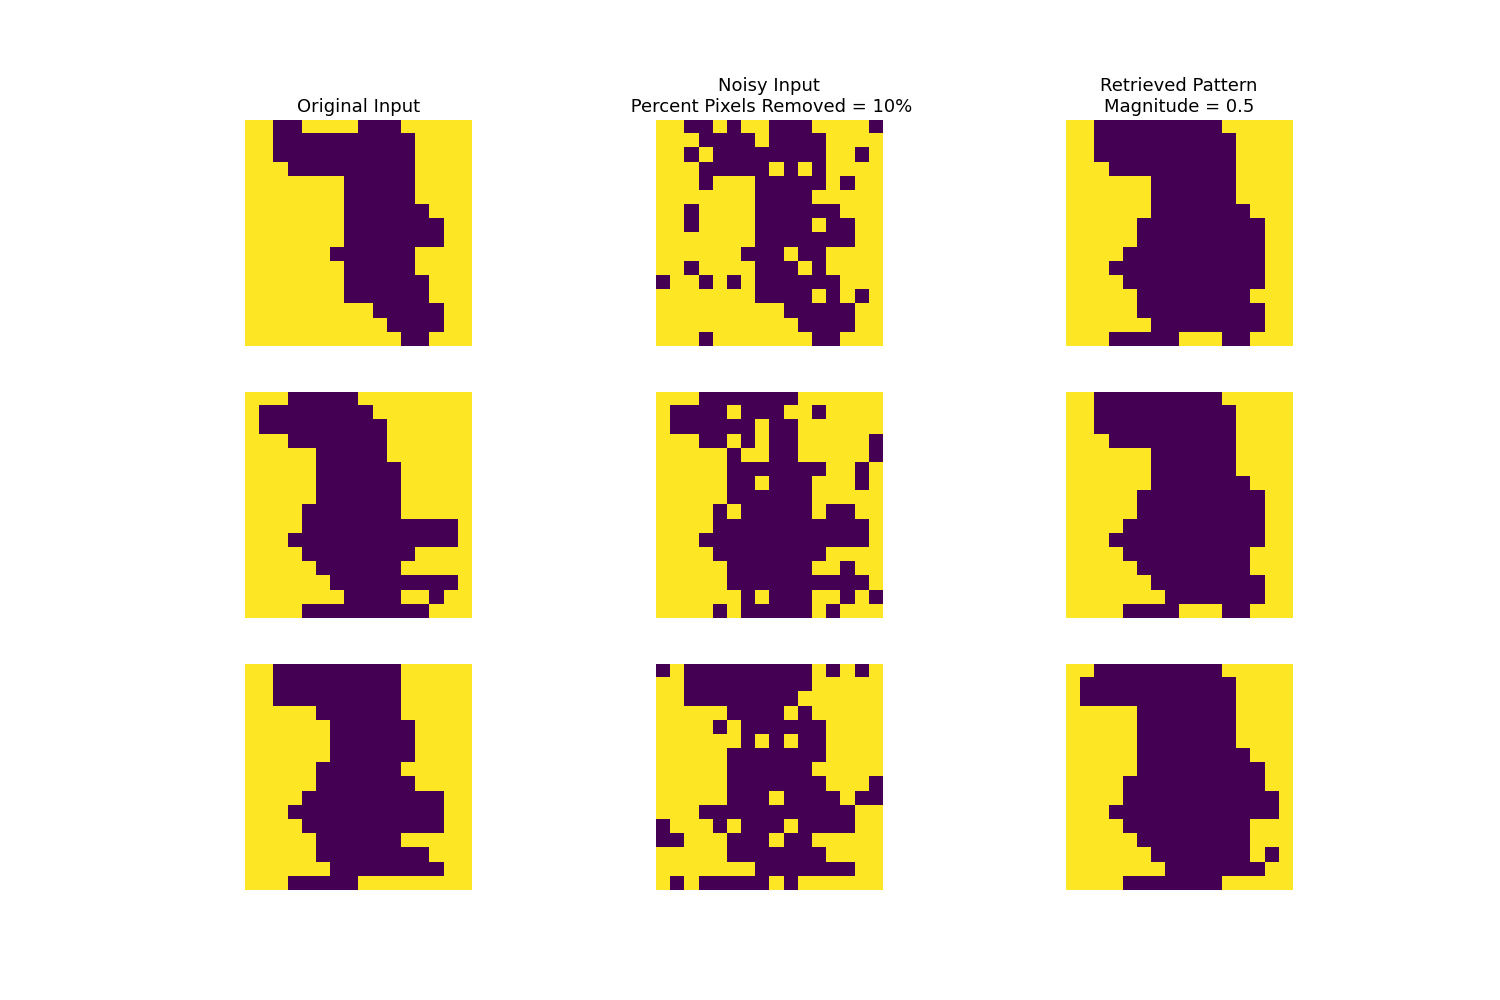 Original Input
Noisy Input
Percent Pixels Removed = 10%
Retrieved Pattern
Magnitude = 0.5